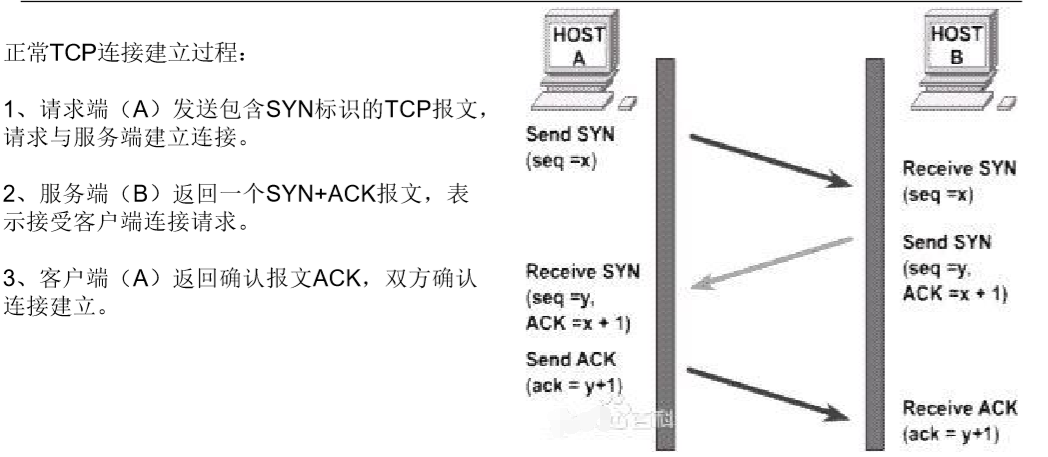 正常TCP连接建立过程：
1、请求端（A）发送包含SYN标识的TCP报文，
请求与服务端建立连接。
2、服务端（B）返回一个SYN+ACK报文，表
示接受客户端连接请求。
3、客户端（A）返回确认报文ACK，双方确认
连接建立。
HOST
A
HOST
B
Send SYN
(seq =x)
Receive SYN
(seq =x)
Send SYN
(seq =y,
ACK =x + 1)
Receive SYN
(seq =y,
ACK =x + 1)
Send ACK
(ack = y+1)
Receive ACK
(ack = y+1)
百科